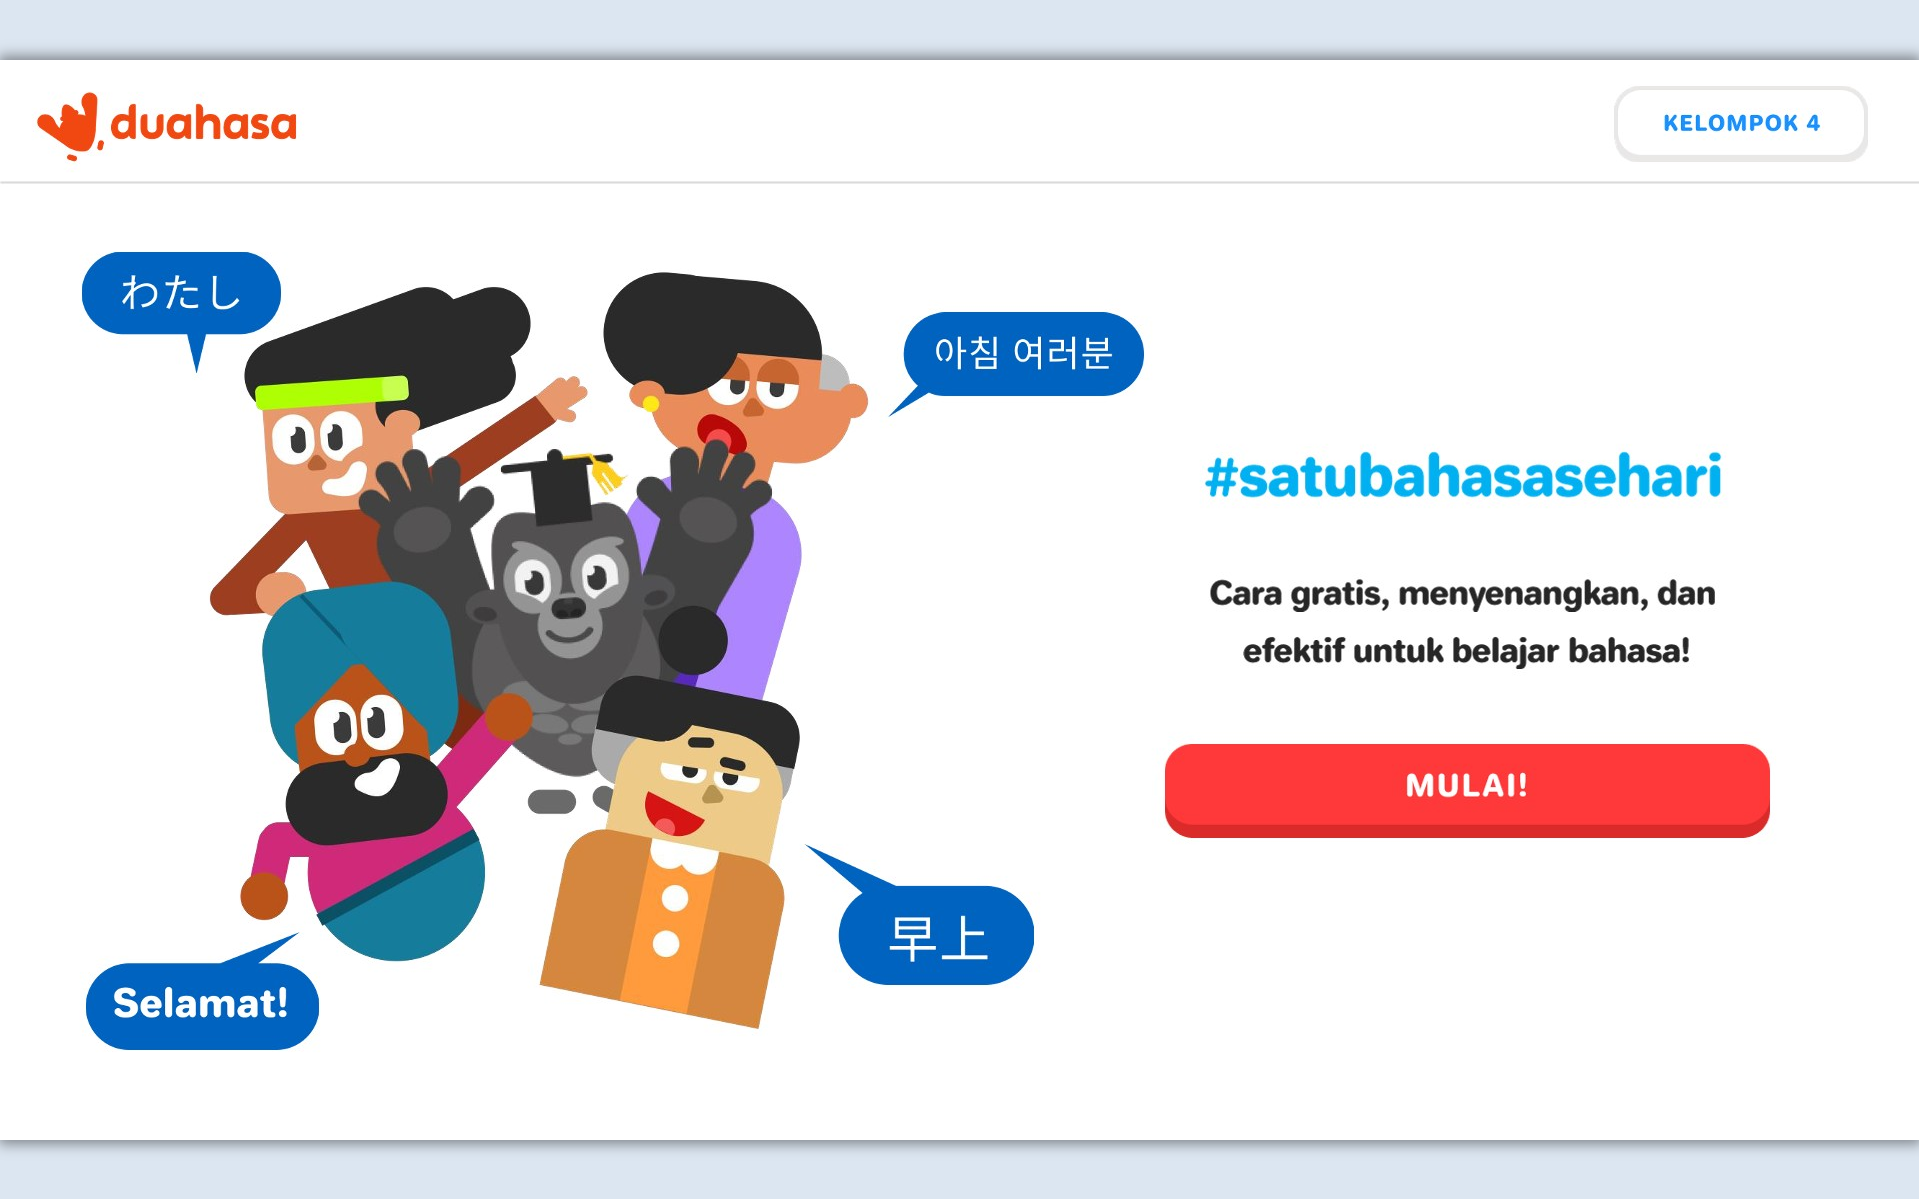 duahasa
KELOMPOK 4
わたし
아침 여러분
#satubahasasehari
Cara gratis, menyenangkan, dan
efektif untuk belajar bahasa!
MULAI!
早上
Selamat!